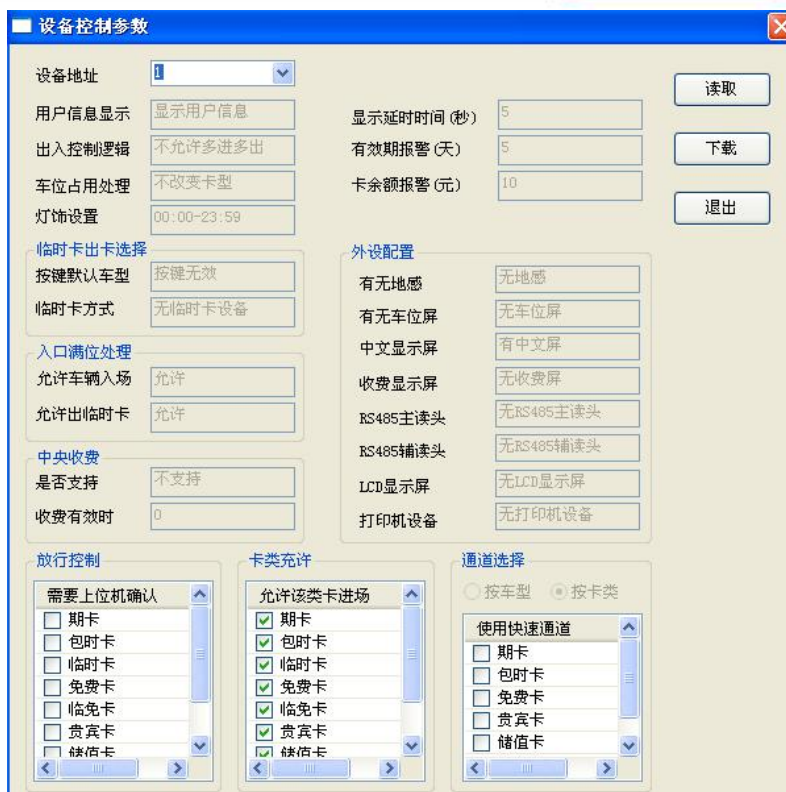 设备控制参数
设备地址 1
读取
用户信息显示 显示用户信息
显示延时时间(秒) 5
出入控制逻辑 不允许多进多出
有效期报警(天) 5
下载
车位占用处理 不改变卡型
卡余额报警(元) 10
灯饰设置 00:00-23:59
退出
临时卡出卡选择
按键默认车型 按键无效
临时卡方式 无临时卡设备
入口满位处理
允许车辆入场 允许
允许出临时卡 允许
中央收费
是否支持 不支持
收费有效时 0
外设配置
有无地感 无地感
有无车位屏 无车位屏
中文显示屏 有中文屏
收费显示屏 无收费屏
RS485主读头 无RS485主读头
RS485辅读头 无RS485辅读头
LCD显示屏 无LCD显示屏
打印机设备 无打印机设备
放行控制
需要上位机确认
期卡
包时卡
临时卡
免费卡
临免卡
贵宾卡
储值卡
卡类充许
允许该类卡进场
期卡
包时卡
临时卡
免费卡
临免卡
贵宾卡
储值卡
通道选择
按车型 按卡类
使用快速通道
期卡
包时卡
免费卡
贵宾卡
储值卡